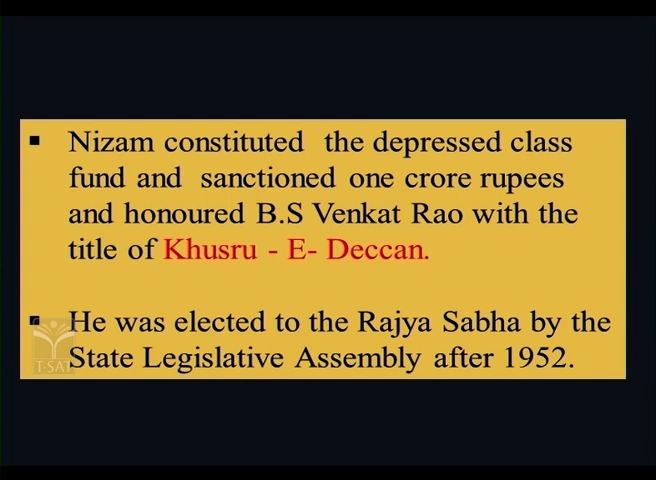 ▪ Nizam constituted the depressed class
fund and sanctioned one crore rupees
and honoured B.S Venkat Rao with the
title of Khusru - E- Deccan.
▪ He was elected to the Rajya Sabha by the
State Legislative Assembly after 1952.
T-SAT